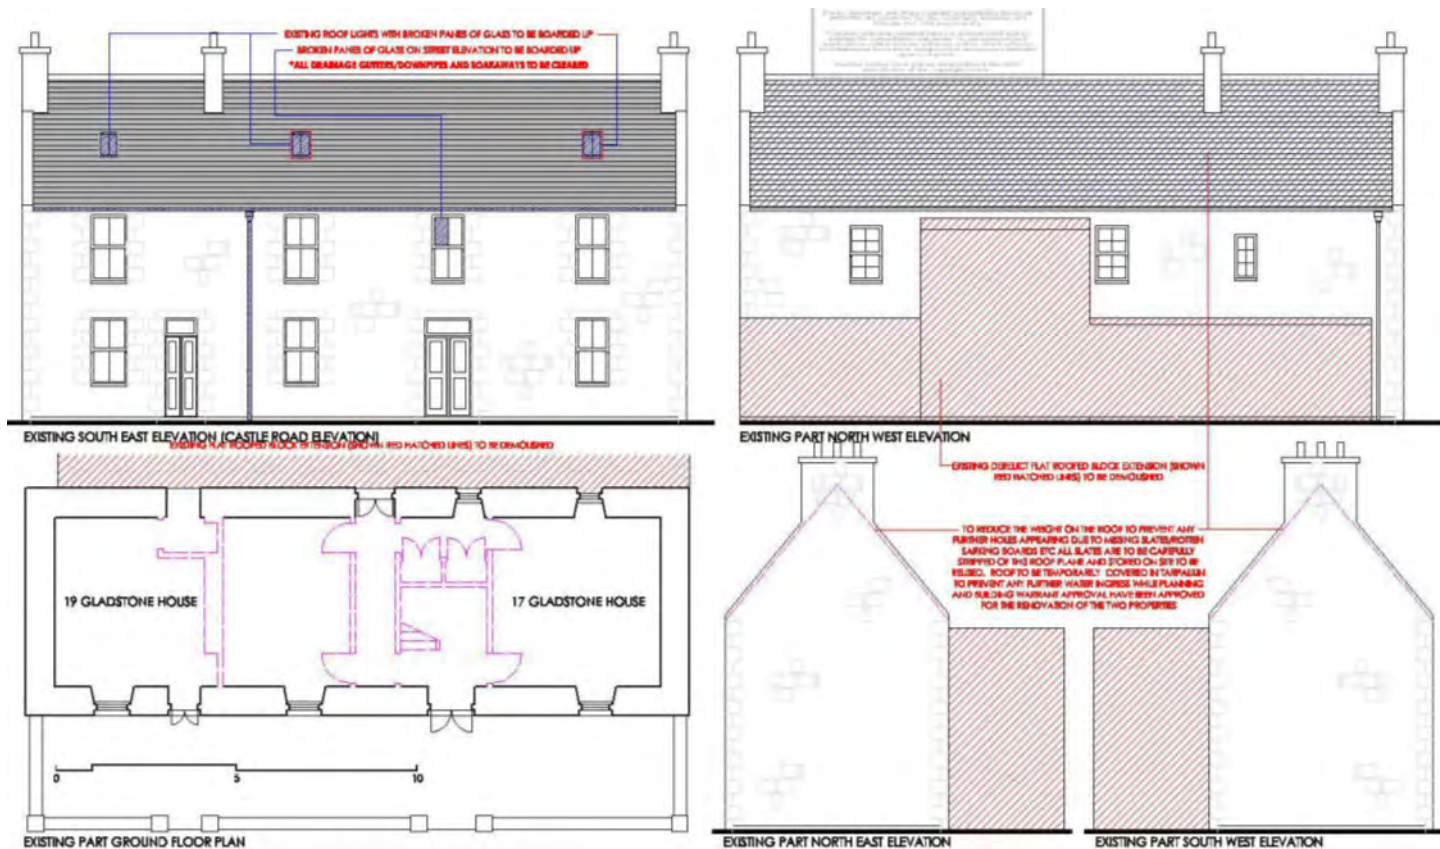 EXISTING ROOF LIGHTS WITH BROKEN PANES OF GLASS TO BE BOARDED UP
BROKEN PANES OF GLASS ON STREET ELEVATION TO BE BOARDED UP
*ALL DRAINAGE GUTTERS/DOWNPIPES AND SOAKAWAYS TO BE CLEARED
EXISTING SOUTH EAST ELEVATION (CASTLE ROAD ELEVATION)
EXISTING PART NORTH WEST ELEVATION
EXISTING FLAT ROOFED BLOCK EXTENSION (SHOWN RED HATCHED LINES) TO BE DEMOLISHED
EXISTING DERELICT FLAT ROOFED BLOCK EXTENSION (SHOWN
RED HATCHED LINES) TO BE DEMOLISHED
TO REDUCE THE WEIGHT ON THE ROOF TO PREVENT ANY
FURTHER HOLES APPEARING DUE TO MISSING SLATES/ROTTEN
SARKING BOARDS ETC ALL SLATES ARE TO BE CAREFULLY
STRIPPED OF THIS ROOF PLANE AND STORED ON SITE TO BE
REUSED. ROOF TO BE TEMPORARILY COVERED IN TARPAULIN
TO PREVENT ANY FURTHER WATER INGRESS WHILE PLANNING
AND BUILDING WARRANT APPROVAL HAVE BEEN APPROVED
FOR THE RENOVATION OF THE TWO PROPERTIES
19 GLADSTONE HOUSE
17 GLADSTONE HOUSE
0 5 10
EXISTING PART GROUND FLOOR PLAN
EXISTING PART NORTH EAST ELEVATION
EXISTING PART SOUTH WEST ELEVATION